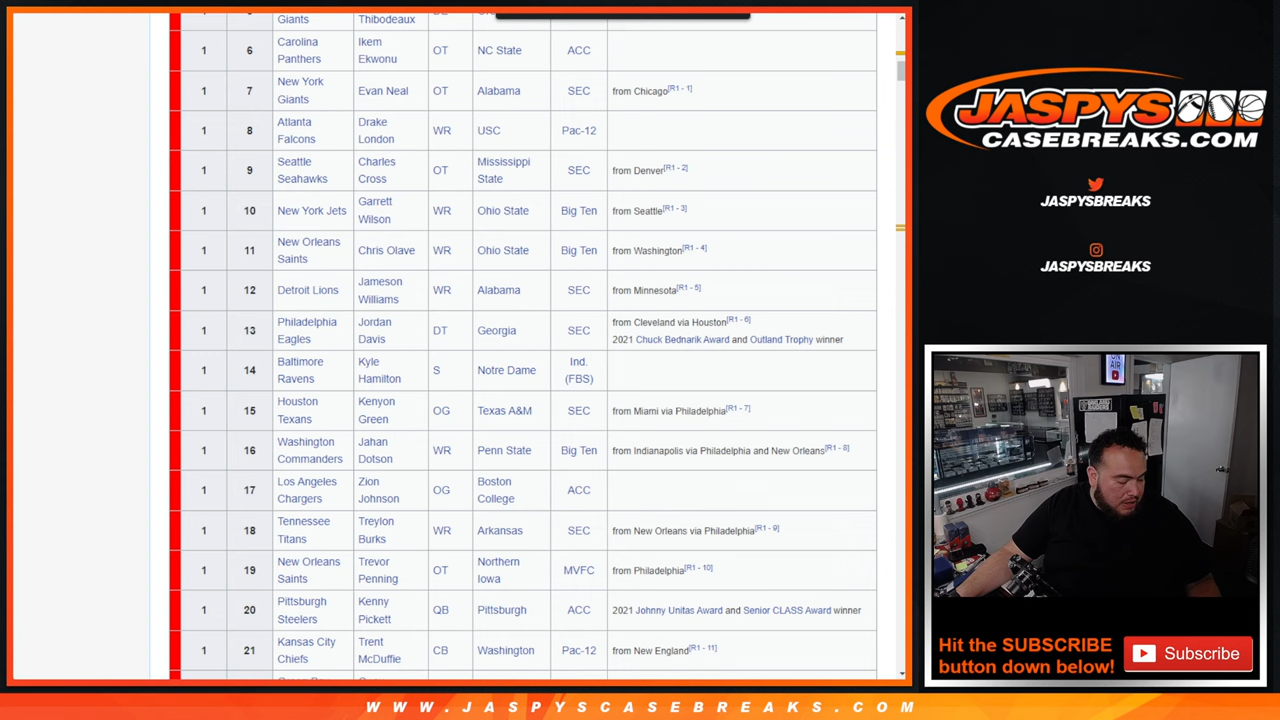 Giants Thibodeaux
1 6 Carolina Panthers Ikem Ekwonu OT NC State ACC
1 7 New York Giants Evan Neal OT Alabama SEC from Chicago[R1 - 1]
1 8 Atlanta Falcons Drake London WR USC Pac-12
1 9 Seattle Seahawks Charles Cross OT Mississippi State SEC from Denver[R1 - 2]
1 10 New York Jets Garrett Wilson WR Ohio State Big Ten from Seattle[R1 - 3]
1 11 New Orleans Saints Chris Olave WR Ohio State Big Ten from Washington[R1 - 4]
1 12 Detroit Lions Jameson Williams WR Alabama SEC from Minnesota[R1 - 5]
1 13 Philadelphia Eagles Jordan Davis DT Georgia SEC from Cleveland via Houston[R1 - 6] 2021 Chuck Bednarik Award and Outland Trophy winner
1 14 Baltimore Ravens Kyle Hamilton S Notre Dame Ind. (FBS)
1 15 Houston Texans Kenyon Green OG Texas A&M SEC from Miami via Philadelphia[R1 - 7]
1 16 Washington Commanders Jahan Dotson WR Penn State Big Ten from Indianapolis via Philadelphia and New Orleans[R1 - 8]
1 17 Los Angeles Chargers Zion Johnson OG Boston College ACC
1 18 Tennessee Titans Treylon Burks WR Arkansas SEC from New Orleans via Philadelphia[R1 - 9]
1 19 New Orleans Saints Trevor Penning OT Northern Iowa MVFC from Philadelphia[R1 - 10]
1 20 Pittsburgh Steelers Kenny Pickett QB Pittsburgh ACC 2021 Johnny Unitas Award and Senior CLASS Award winner
1 21 Kansas City Chiefs Trent McDuffie CB Washington Pac-12 from New England[R1 - 11]
JASPYS
CASEBREAKS.COM
JASPYSBREAKS
JASPYSBREAKS
ON AIR
Hit the SUBSCRIBE
button down below!
Subscribe
WWW.JASPYSCASEBREAKS.COM